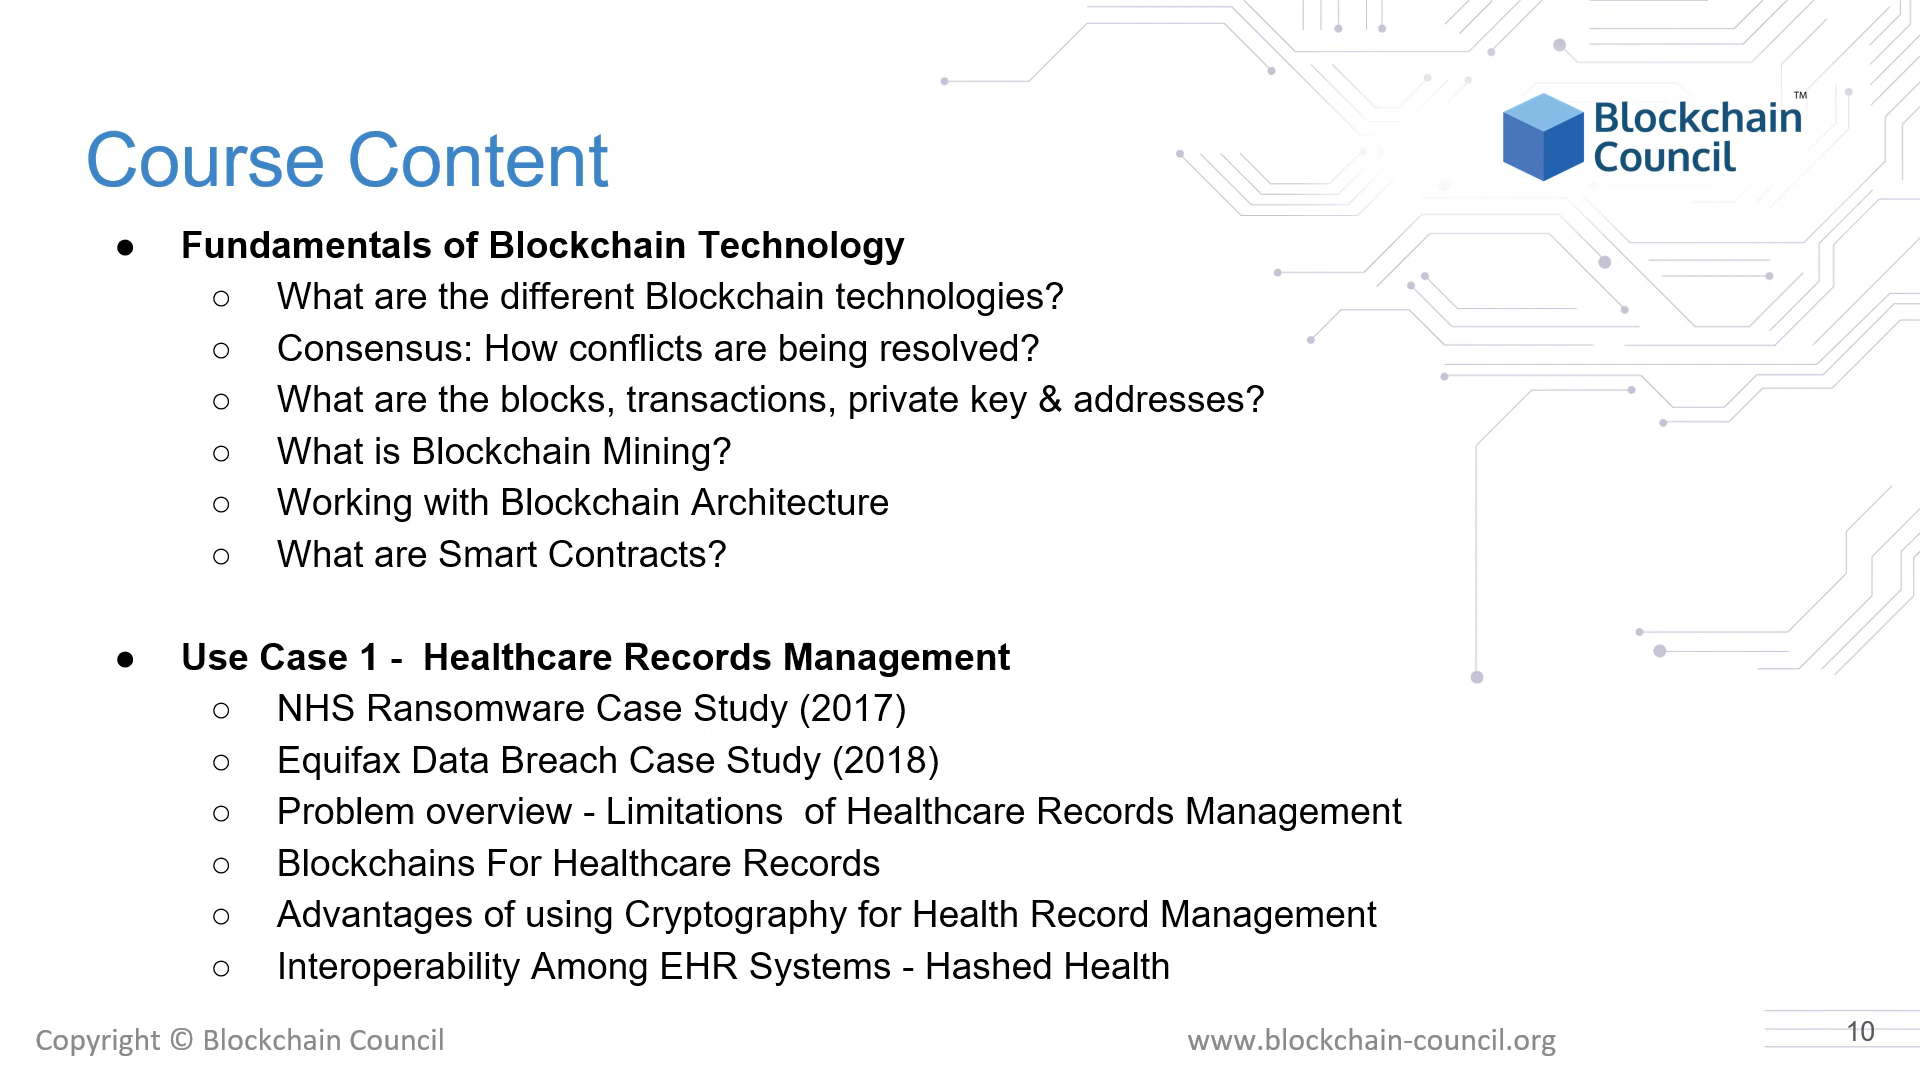 Blockchain™
Council
Course Content
● Fundamentals of Blockchain Technology
○ What are the different Blockchain technologies?
○ Consensus: How conflicts are being resolved?
○ What are the blocks, transactions, private key & addresses?
○ What is Blockchain Mining?
○ Working with Blockchain Architecture
○ What are Smart Contracts?
● Use Case 1 -  Healthcare Records Management
○ NHS Ransomware Case Study (2017)
○ Equifax Data Breach Case Study (2018)
○ Problem overview - Limitations  of Healthcare Records Management
○ Blockchains For Healthcare Records
○ Advantages of using Cryptography for Health Record Management
○ Interoperability Among EHR Systems - Hashed Health
Copyright © Blockchain Council
www.blockchain-council.org
10